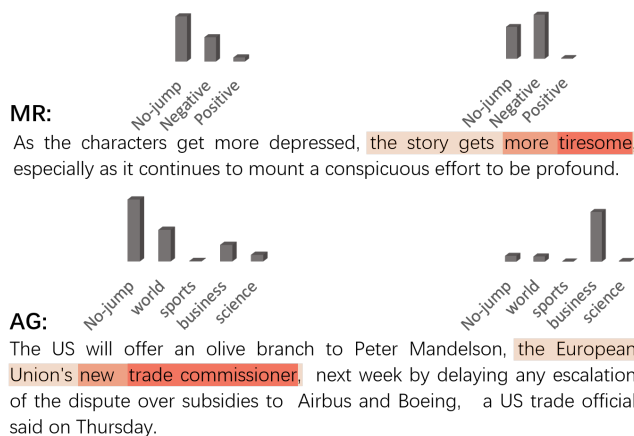 No-jump Negative Positive No-jump Negative Positive
MR:
As the characters get more depressed, the story gets more tiresome,
especially as it continues to mount a conspicuous effort to be profound.
No-jump world sports business science No-jump world sports business science
AG:
The US will offer an olive branch to Peter Mandelson, the European
Union's new trade commissioner, next week by delaying any escalation
of the dispute over subsidies to Airbus and Boeing, a US trade official
said on Thursday.